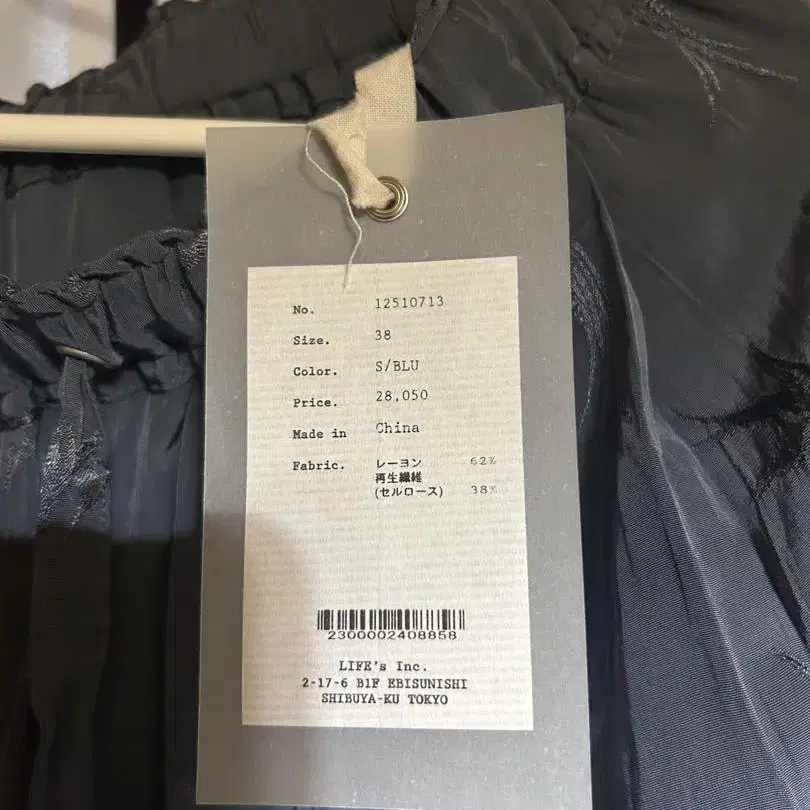 No. 12510713
Size. 38
Color. S/BLU
Price. 28,050
Made in China
Fabric. レーヨン 62%
再生繊維
(セルロース) 38%
2300002408858
LIFE's Inc.
2-17-6 B1F EBISUNISHI
SHIBUYA-KU TOKYO